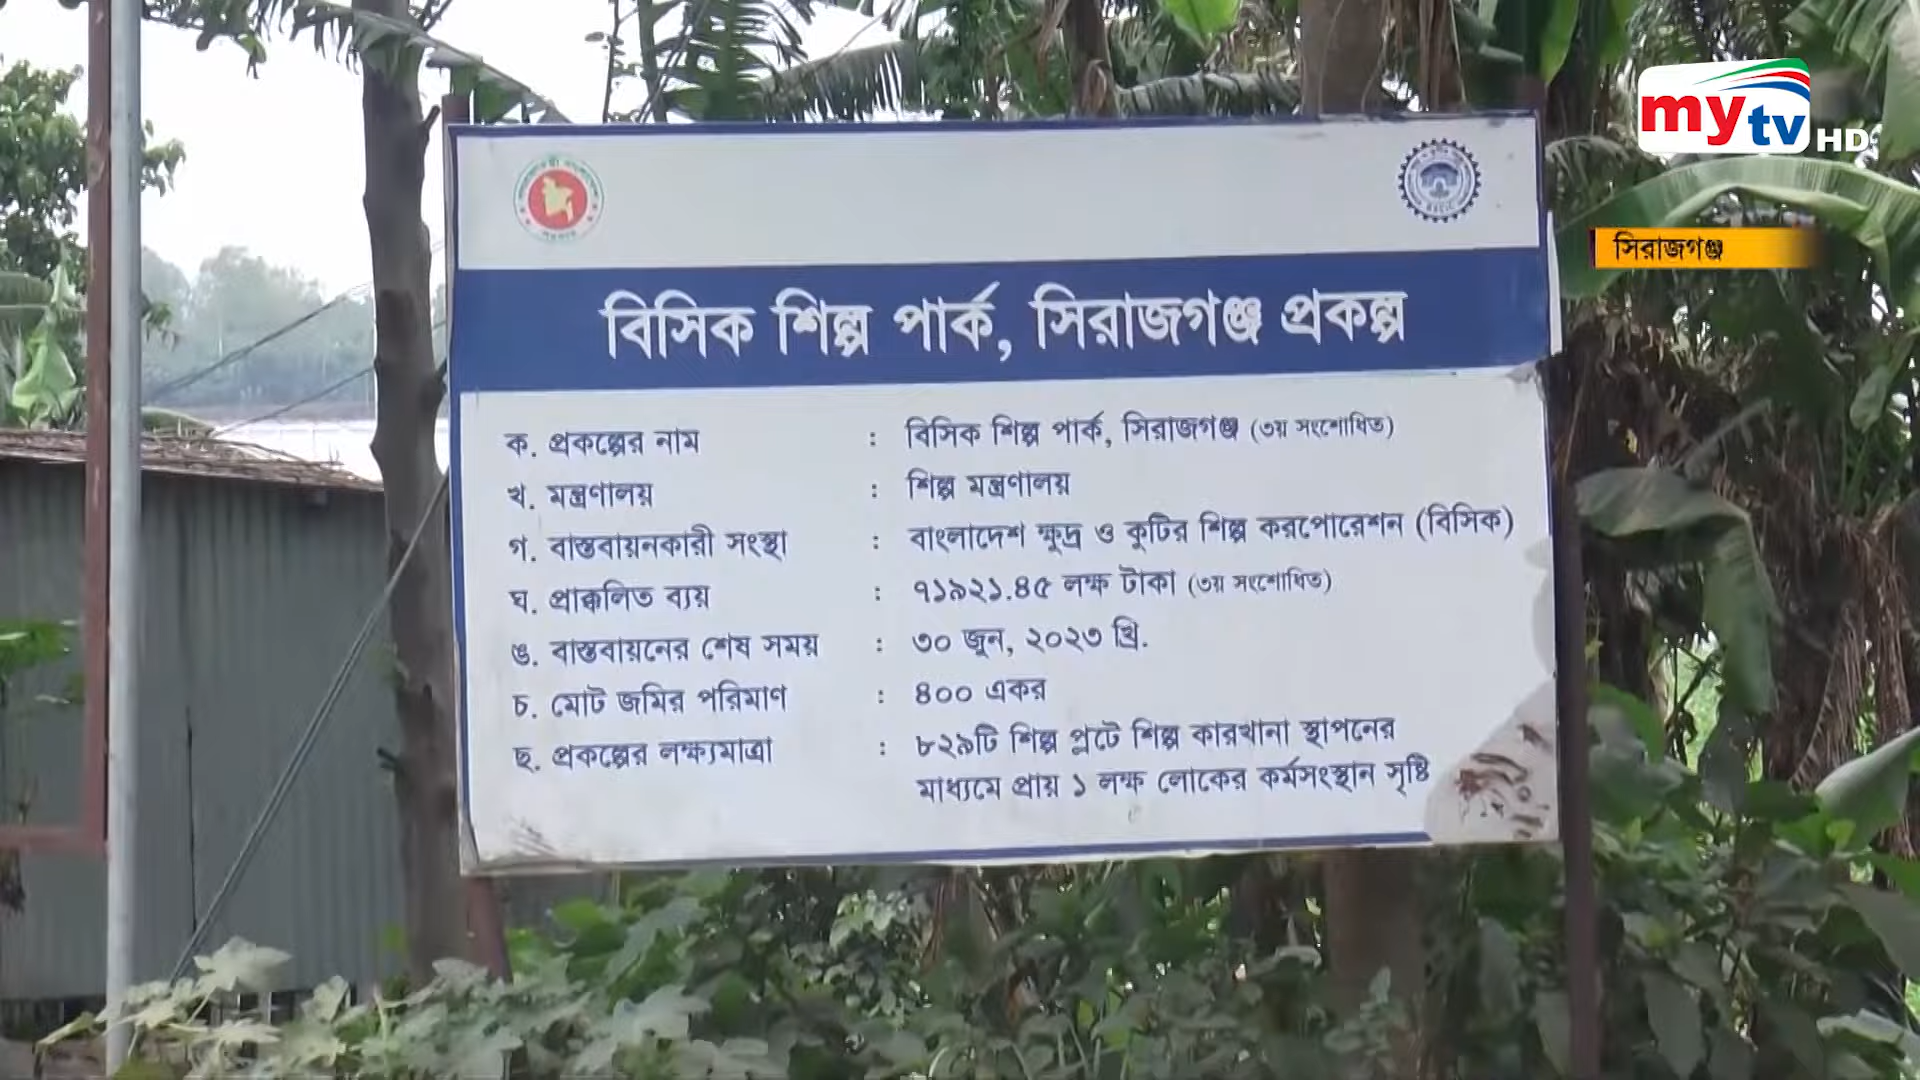 my tv HD
সিরাজগঞ্জ
বিসিক শিল্প পার্ক, সিরাজগঞ্জ প্রকল্প
ক. প্রকল্পের নাম : বিসিক শিল্প পার্ক, সিরাজগঞ্জ (৩য় সংশোধিত)
খ. মন্ত্রণালয় : শিল্প মন্ত্রণালয়
গ. বাস্তবায়নকারী সংস্থা : বাংলাদেশ ক্ষুদ্র ও কুটির শিল্প করপোরেশন (বিসিক)
ঘ. প্রাক্কলিত ব্যয় : ৭১৯২১.৪৫ লক্ষ টাকা (৩য় সংশোধিত)
ঙ. বাস্তবায়নের শেষ সময় : ৩০ জুন, ২০২৩ খ্রি.
চ. মোট জমির পরিমাণ : ৪০০ একর
ছ. প্রকল্পের লক্ষ্যমাত্রা : ৮২৯টি শিল্প প্লটে শিল্প কারখানা স্থাপনের
মাধ্যমে প্রায় ১ লক্ষ লোকের কর্মসংস্থান সৃষ্টি